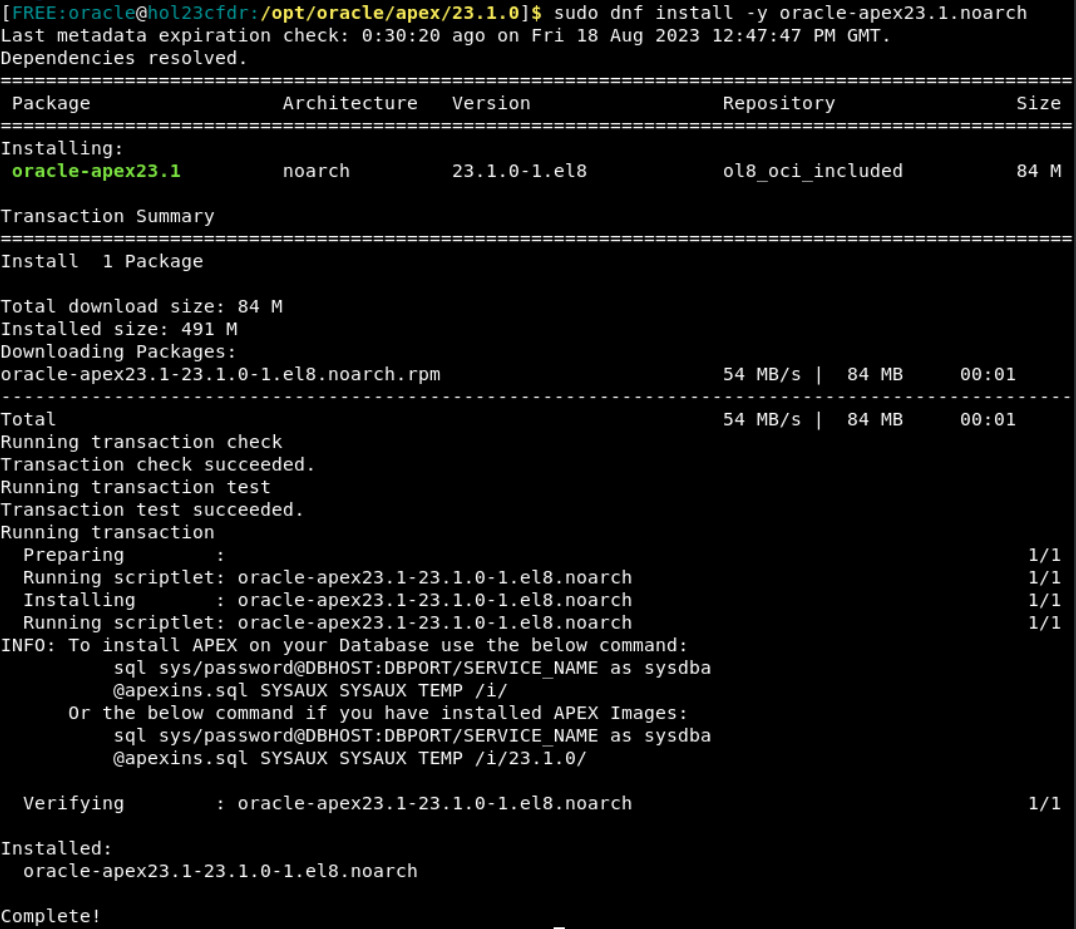 [FREE:oracle@hol23cfdr:/opt/oracle/apex/23.1.0]$ sudo dnf install -y oracle-apex23.1.noarch
Last metadata expiration check: 0:30:20 ago on Fri 18 Aug 2023 12:47:47 PM GMT.
Dependencies resolved.
================================================================================================
Package Architecture Version Repository Size
================================================================================================
Installing:
oracle-apex23.1 noarch 23.1.0-1.el8 ol8_oci_included 84 M
Transaction Summary
================================================================================================
Install  1 Package
Total download size: 84 M
Installed size: 491 M
Downloading Packages:
oracle-apex23.1-23.1.0-1.el8.noarch.rpm 54 MB/s |  84 MB     00:01
------------------------------------------------------------------------------------------------
Total 54 MB/s |  84 MB     00:01
Running transaction check
Transaction check succeeded.
Running transaction test
Transaction test succeeded.
Running transaction
  Preparing        : 1/1
  Running scriptlet: oracle-apex23.1-23.1.0-1.el8.noarch 1/1
  Installing       : oracle-apex23.1-23.1.0-1.el8.noarch 1/1
  Running scriptlet: oracle-apex23.1-23.1.0-1.el8.noarch 1/1
INFO: To install APEX on your Database use the below command:
          sql sys/password@DBHOST:DBPORT/SERVICE_NAME as sysdba
          @apexins.sql SYSAUX SYSAUX TEMP /i/
      Or the below command if you have installed APEX Images:
          sql sys/password@DBHOST:DBPORT/SERVICE_NAME as sysdba
          @apexins.sql SYSAUX SYSAUX TEMP /i/23.1.0/
  Verifying        : oracle-apex23.1-23.1.0-1.el8.noarch 1/1
Installed:
  oracle-apex23.1-23.1.0-1.el8.noarch
Complete!